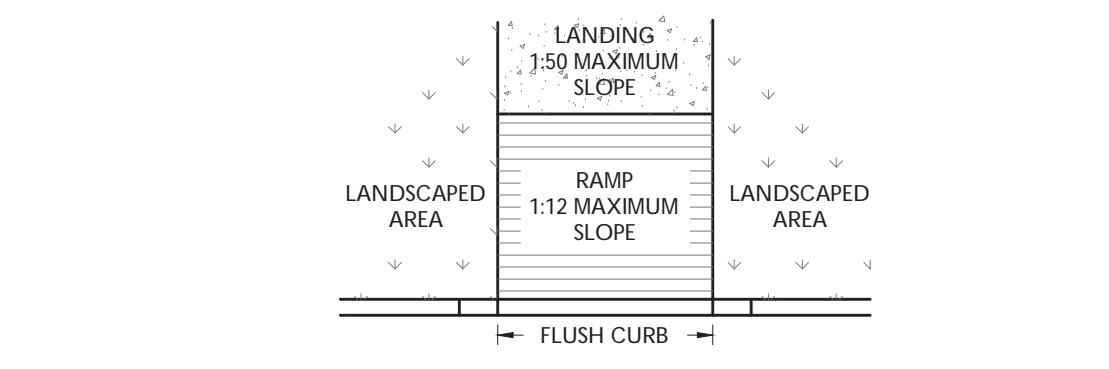 LANDING
1:50 MAXIMUM
SLOPE
LANDSCAPED
AREA
RAMP
1:12 MAXIMUM
SLOPE
LANDSCAPED
AREA
FLUSH CURB